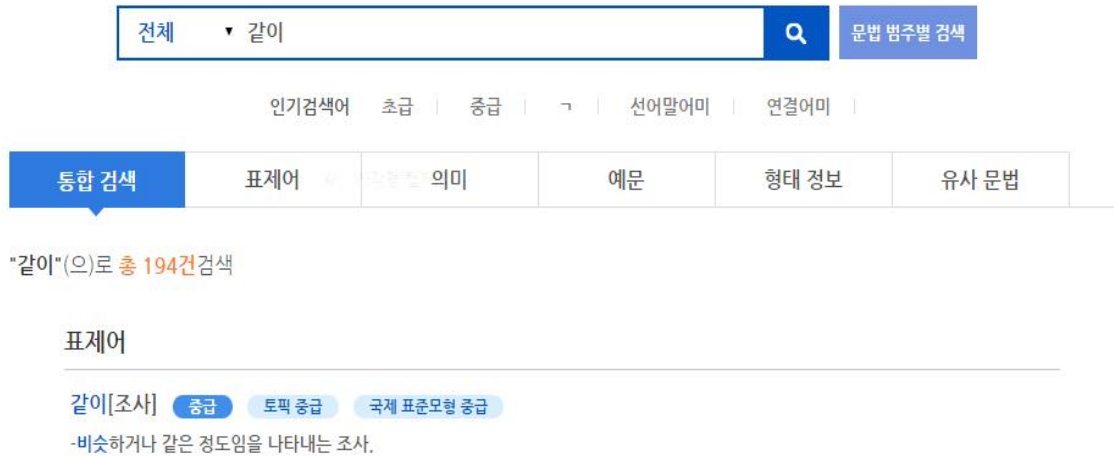 전체 ▼ 같이 문법 범주별 검색
인기검색어 초급 | 중급 | ㄱ | 선어말어미 | 연결어미 |
통합 검색 표제어 의미 예문 형태 정보 유사 문법
"같이"(으)로 총 194건검색
표제어
같이[조사] 중급 토픽 중급 국제 표준모형 중급
-비슷하거나 같은 정도임을 나타내는 조사.